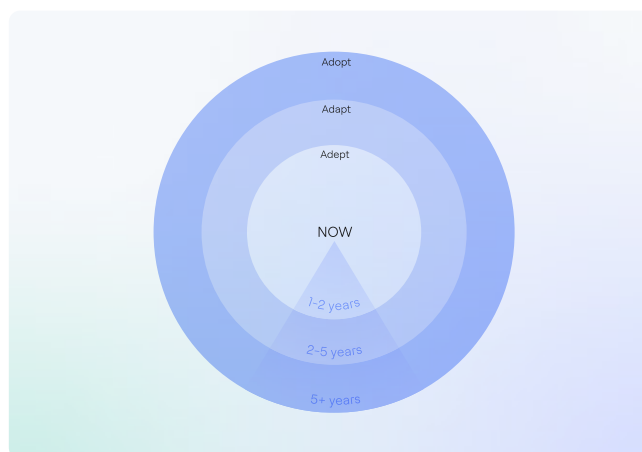 Adopt
Adapt
Adept
NOW
1-2 years
2-5 years
5+ years